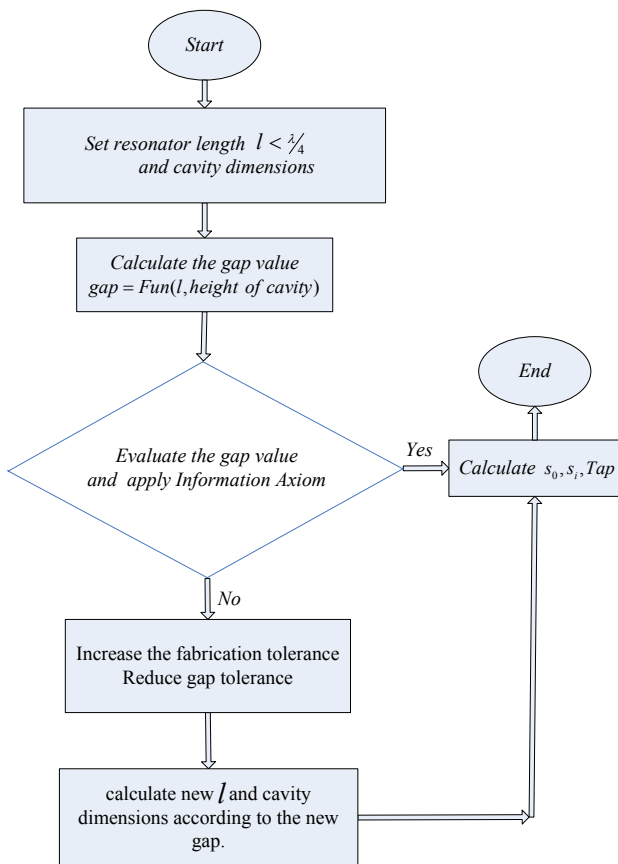 Start
Set resonator length l < λ/4
and cavity dimensions
Calculate the gap value
gap = Fun(l, height of cavity)
Evaluate the gap value
and apply Information Axiom
Yes
End
Calculate s₀, sᵢ, Tap
No
Increase the fabrication tolerance
Reduce gap tolerance
calculate new l and cavity
dimensions according to the new
gap.